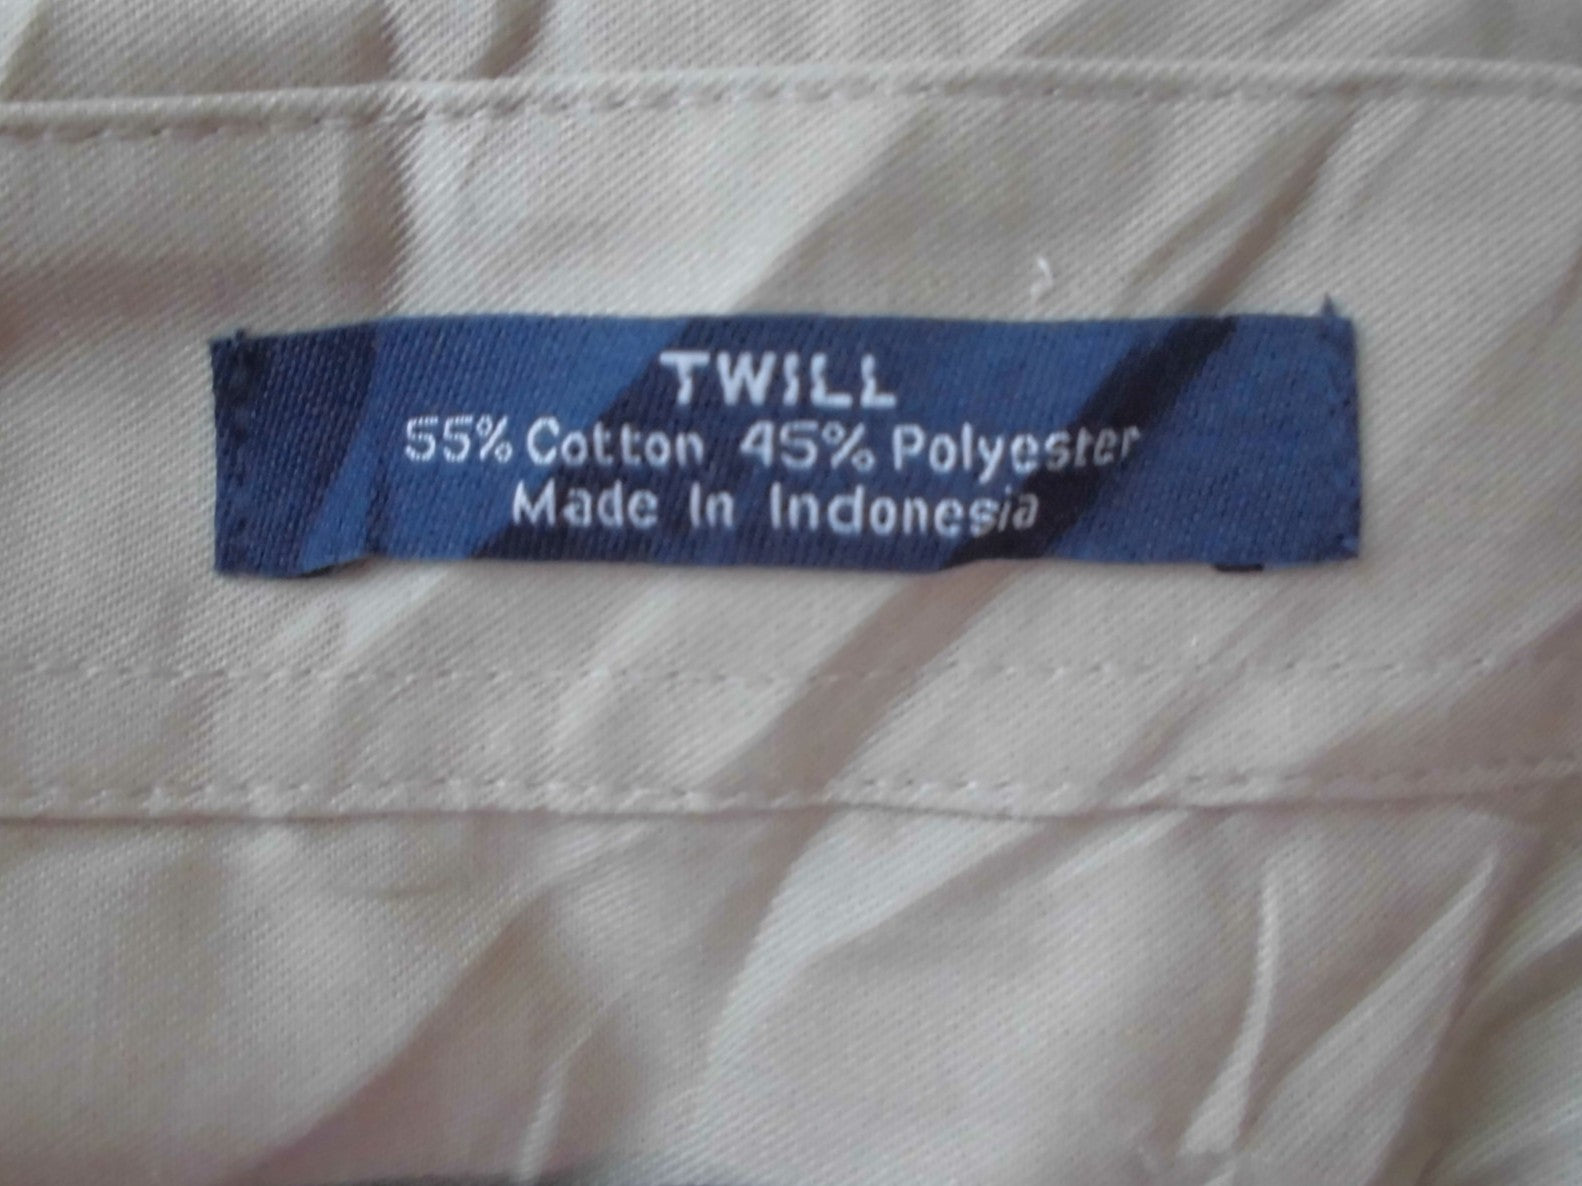 TWILL
55% Cotton 45% Polyester
Made In Indonesia